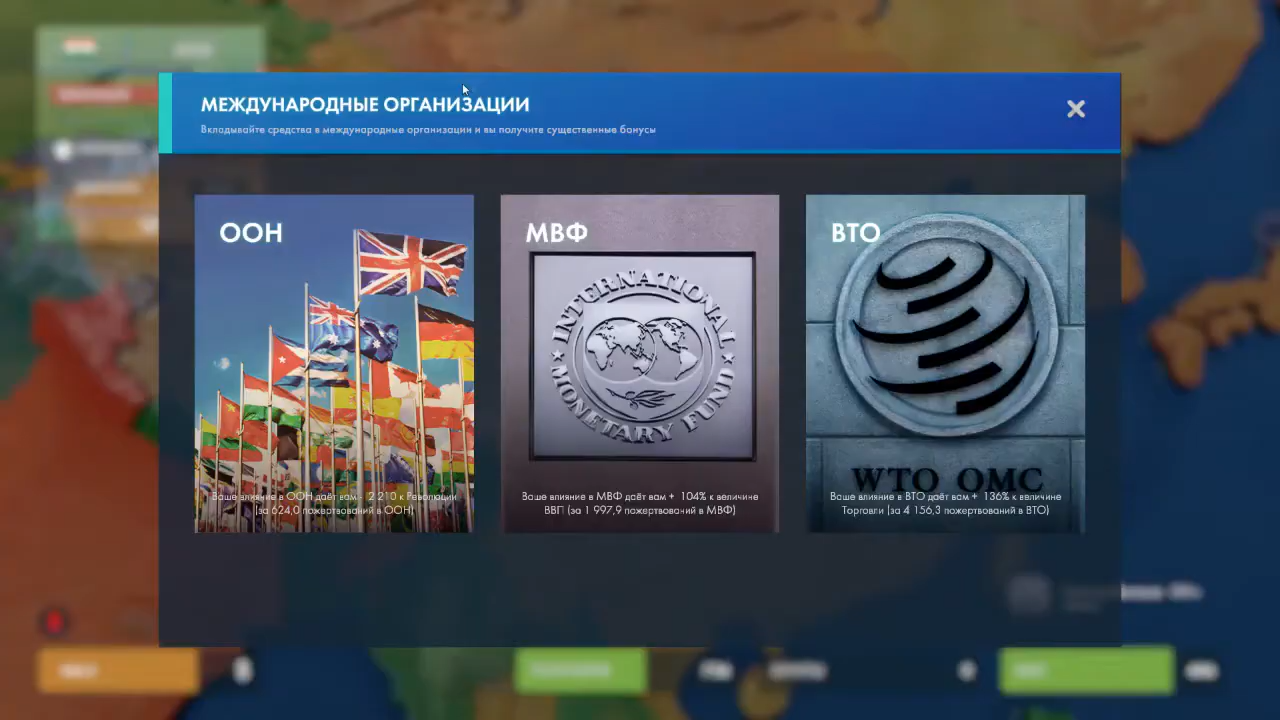 МЕЖДУНАРОДНЫЕ ОРГАНИЗАЦИИ
Вкладывайте средства в международные организации и вы получите существенные бонусы
ООН
МВФ
ВТО
INTERNATIONAL
MONETARY FUND
WTO OMC
Ваше влияние в ООН даёт вам - 2 210 к Революции
(за 624,0 пожертвований в ООН)
Ваше влияние в МВФ даёт вам + 104% к величине
ВВП (за 1 997,9 пожертвований в МВФ)
Ваше влияние в ВТО даёт вам + 136% к величине
Торговли (за 4 156,3 пожертвований в ВТО)